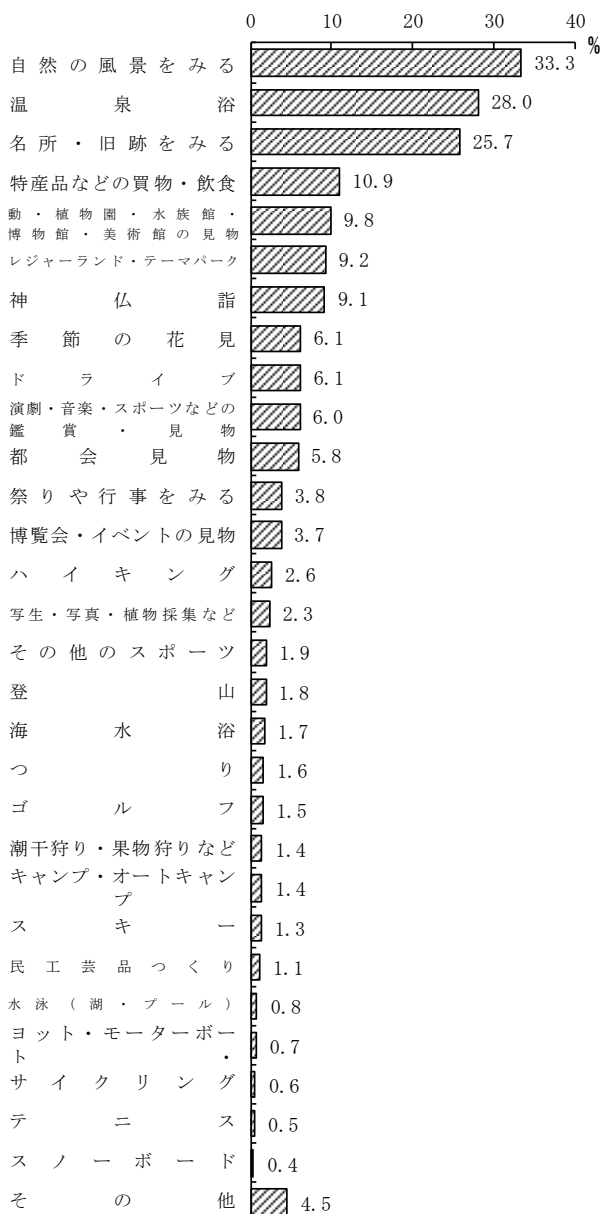 0 10 20 30 40
%
自然の風景をみる 33.3
温泉浴 28.0
名所・旧跡をみる 25.7
特産品などの買物・飲食 10.9
動・植物園・水族館・
博物館・美術館の見物 9.8
レジャーランド・テーマパーク 9.2
神仏詣 9.1
季節の花見 6.1
ドライブ 6.1
演劇・音楽・スポーツなどの
鑑賞・見物 6.0
都会見物 5.8
祭りや行事をみる 3.8
博覧会・イベントの見物 3.7
ハイキング 2.6
写生・写真・植物採集など 2.3
その他のスポーツ 1.9
登山 1.8
海水浴 1.7
つり 1.6
ゴルフ 1.5
潮干狩り・果物狩りなど 1.4
キャンプ・オートキャン
プ 1.4
スキー 1.3
民工芸品つくり 1.1
水泳(湖・プール) 0.8
ヨット・モーターボー
ト・ 0.7
サイクリング 0.6
テニス 0.5
スノーボード 0.4
その他 4.5